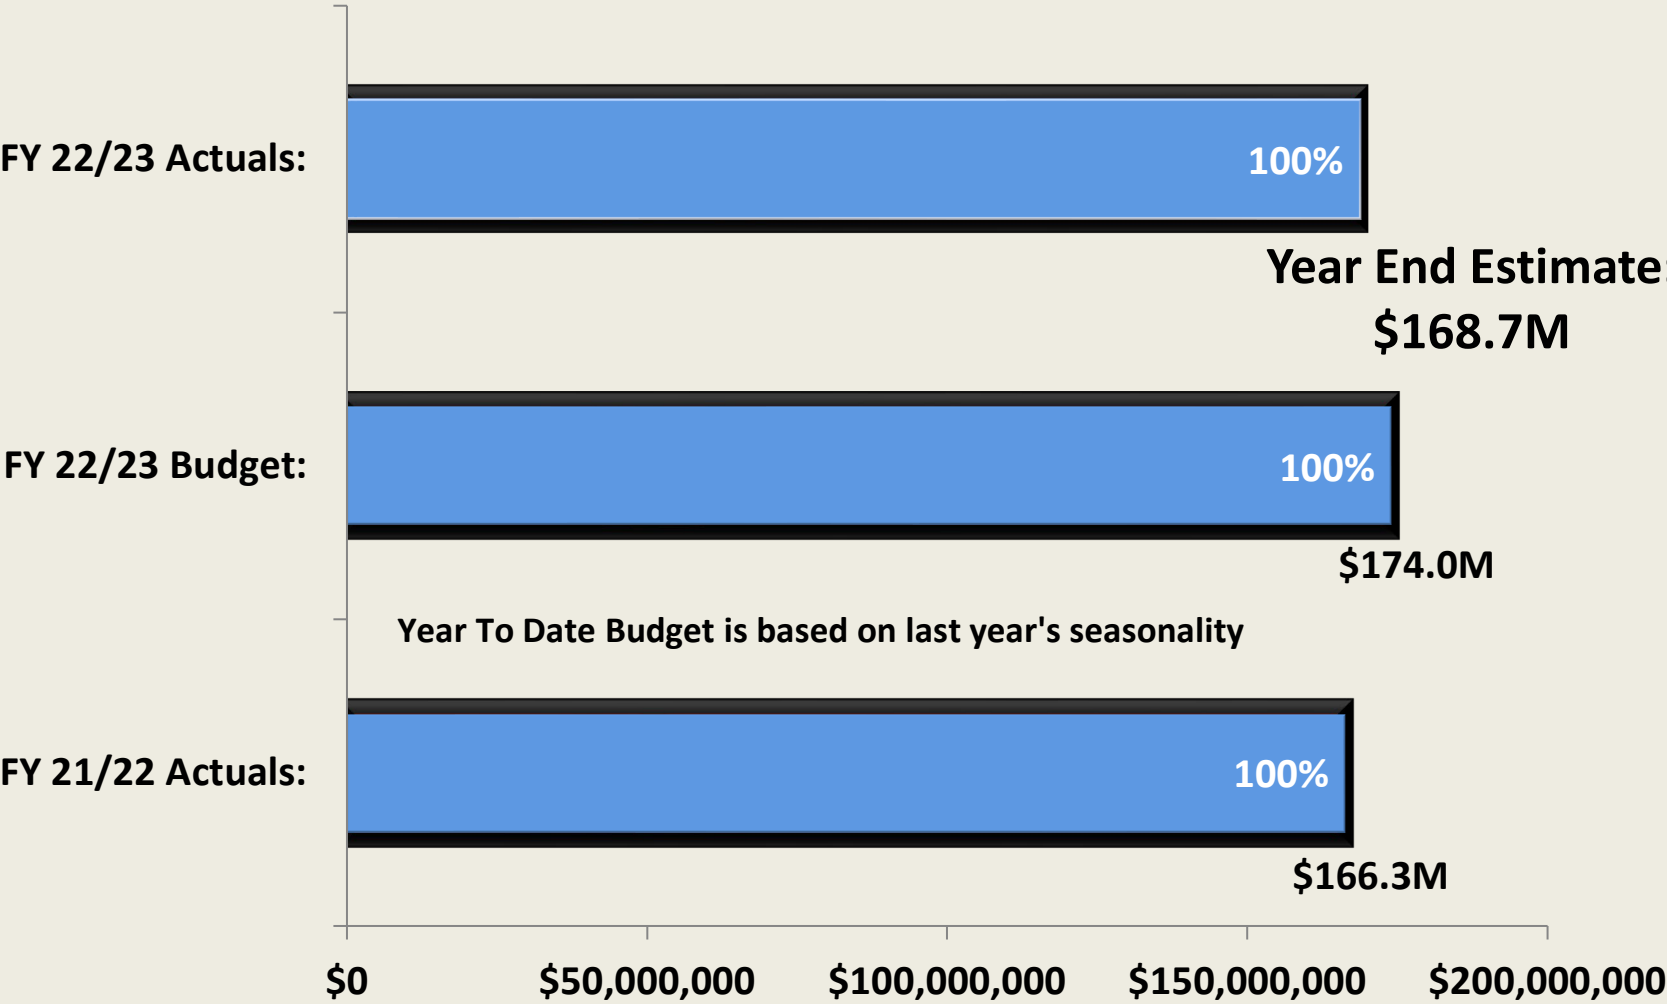 FY 22/23 Actuals:
100%
Year End Estimate:
$168.7M
FY 22/23 Budget:
100%
$174.0M
Year To Date Budget is based on last year's seasonality
FY 21/22 Actuals:
100%
$166.3M
$0 $50,000,000 $100,000,000 $150,000,000 $200,000,000